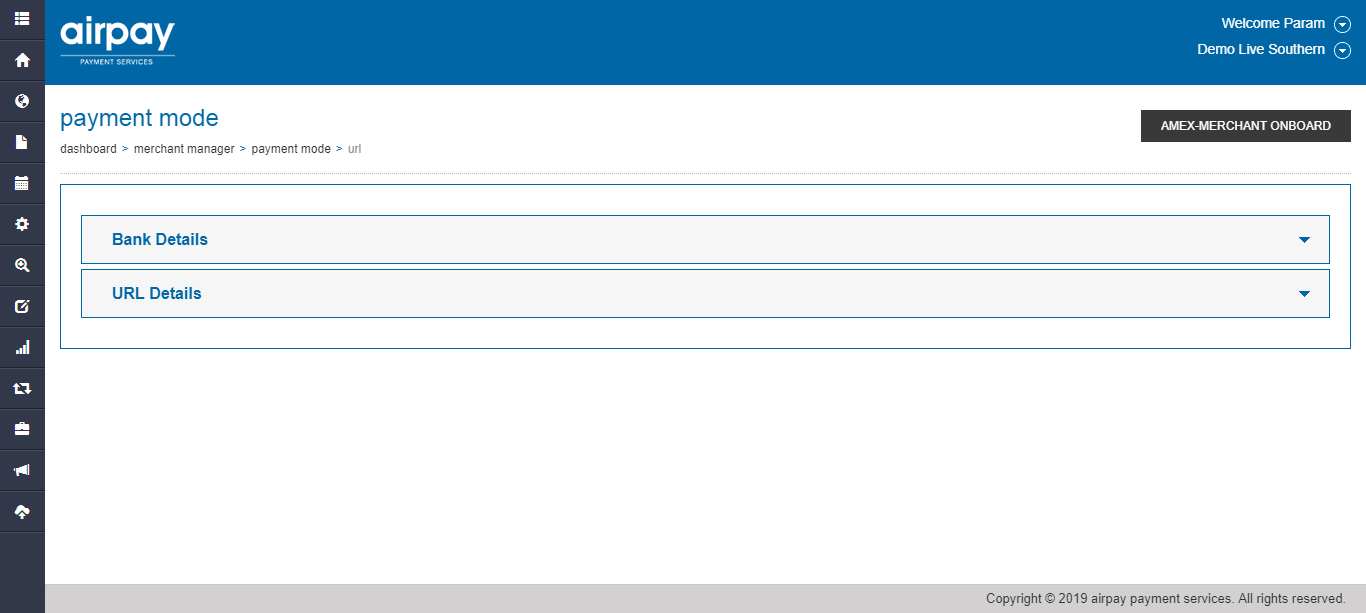 airpay
PAYMENT SERVICES
Welcome Param
Demo Live Southern
payment mode
AMEX-MERCHANT ONBOARD
dashboard > merchant manager > payment mode > url
Bank Details
URL Details
Copyright © 2019 airpay payment services. All rights reserved.